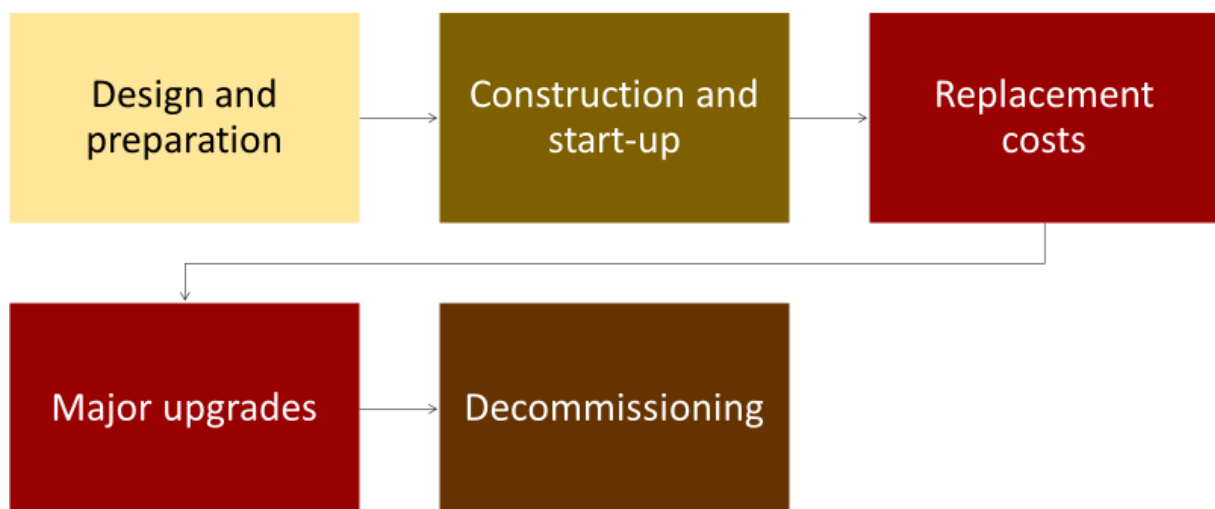 Design and
preparation
Construction and
start-up
Replacement
costs
Major upgrades
Decommissioning